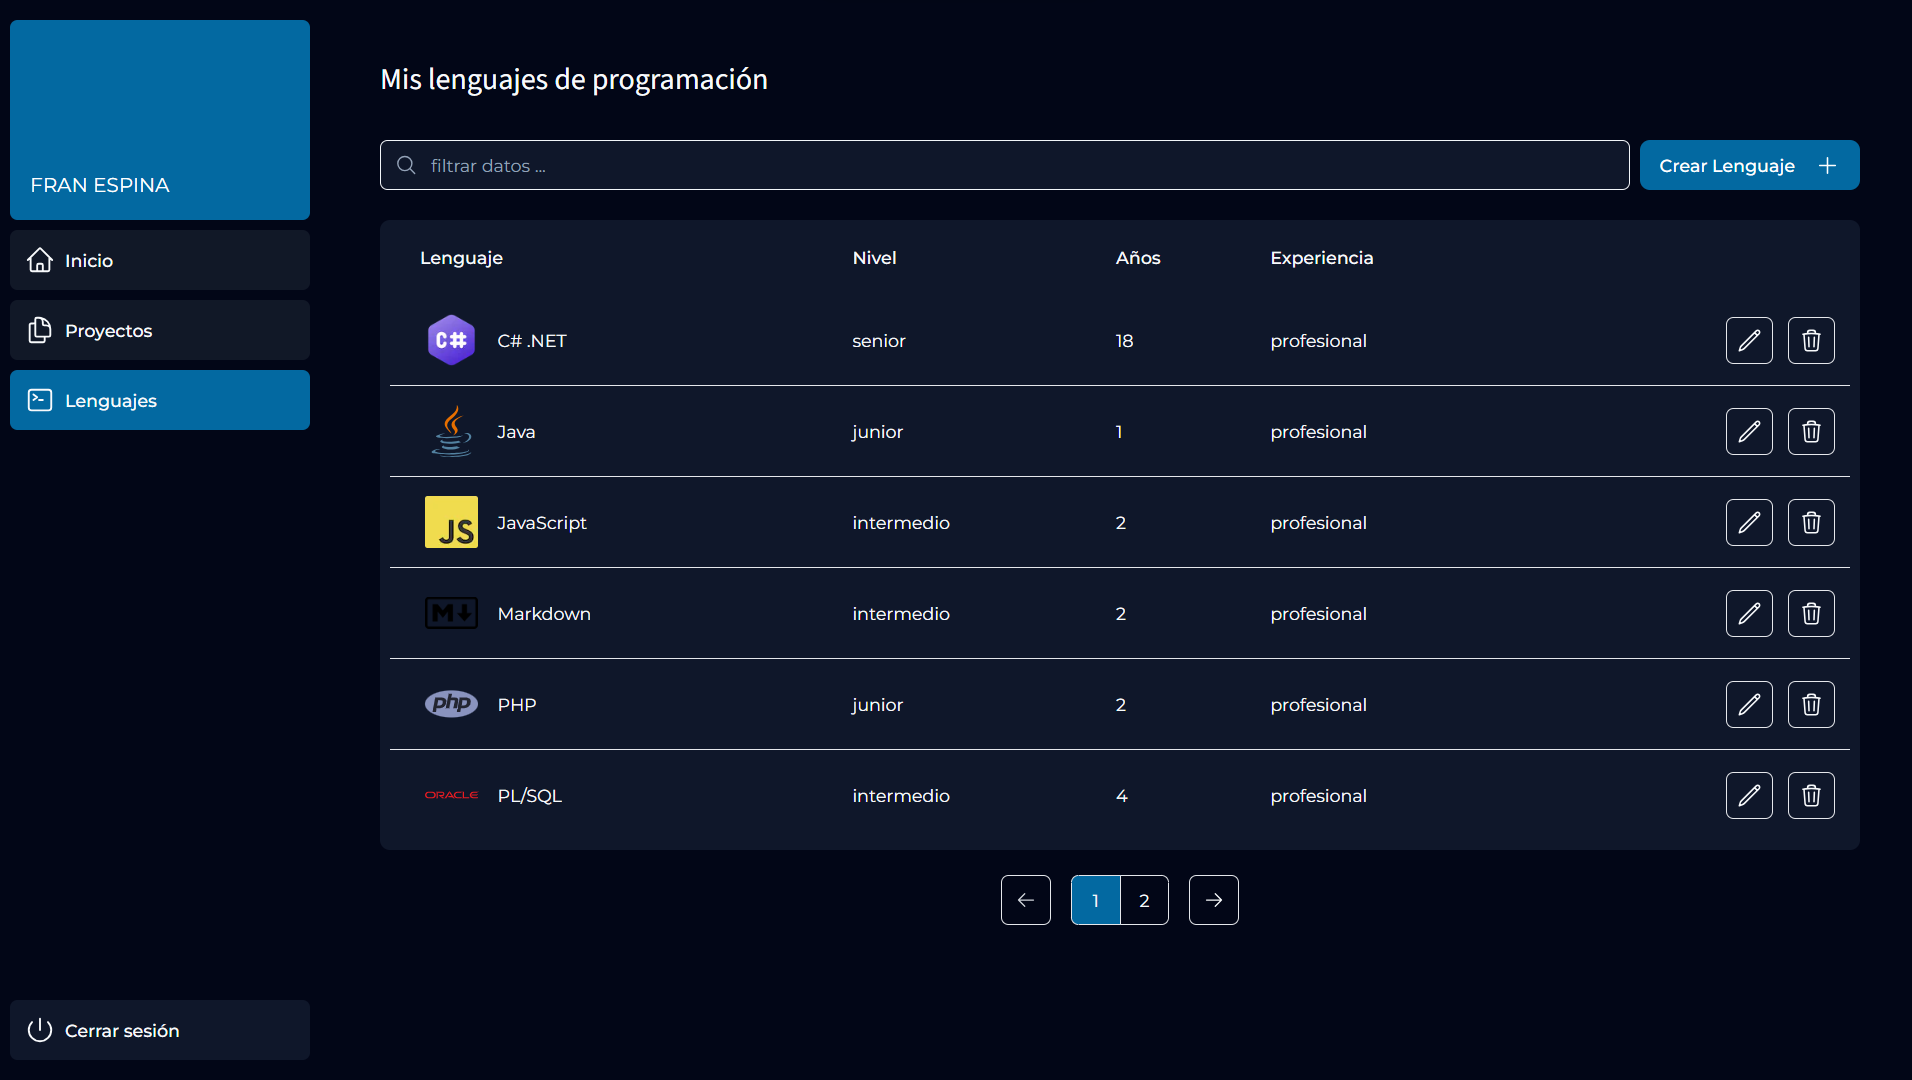 FRAN ESPINA
Inicio
Proyectos
Lenguajes
Cerrar sesión
Mis lenguajes de programación
filtrar datos ...
Crear Lenguaje
Lenguaje Nivel Años Experiencia
C# C# .NET senior 18 profesional
Java junior 1 profesional
JS JavaScript intermedio 2 profesional
M Markdown intermedio 2 profesional
php PHP junior 2 profesional
ORACLE PL/SQL intermedio 4 profesional
1 2